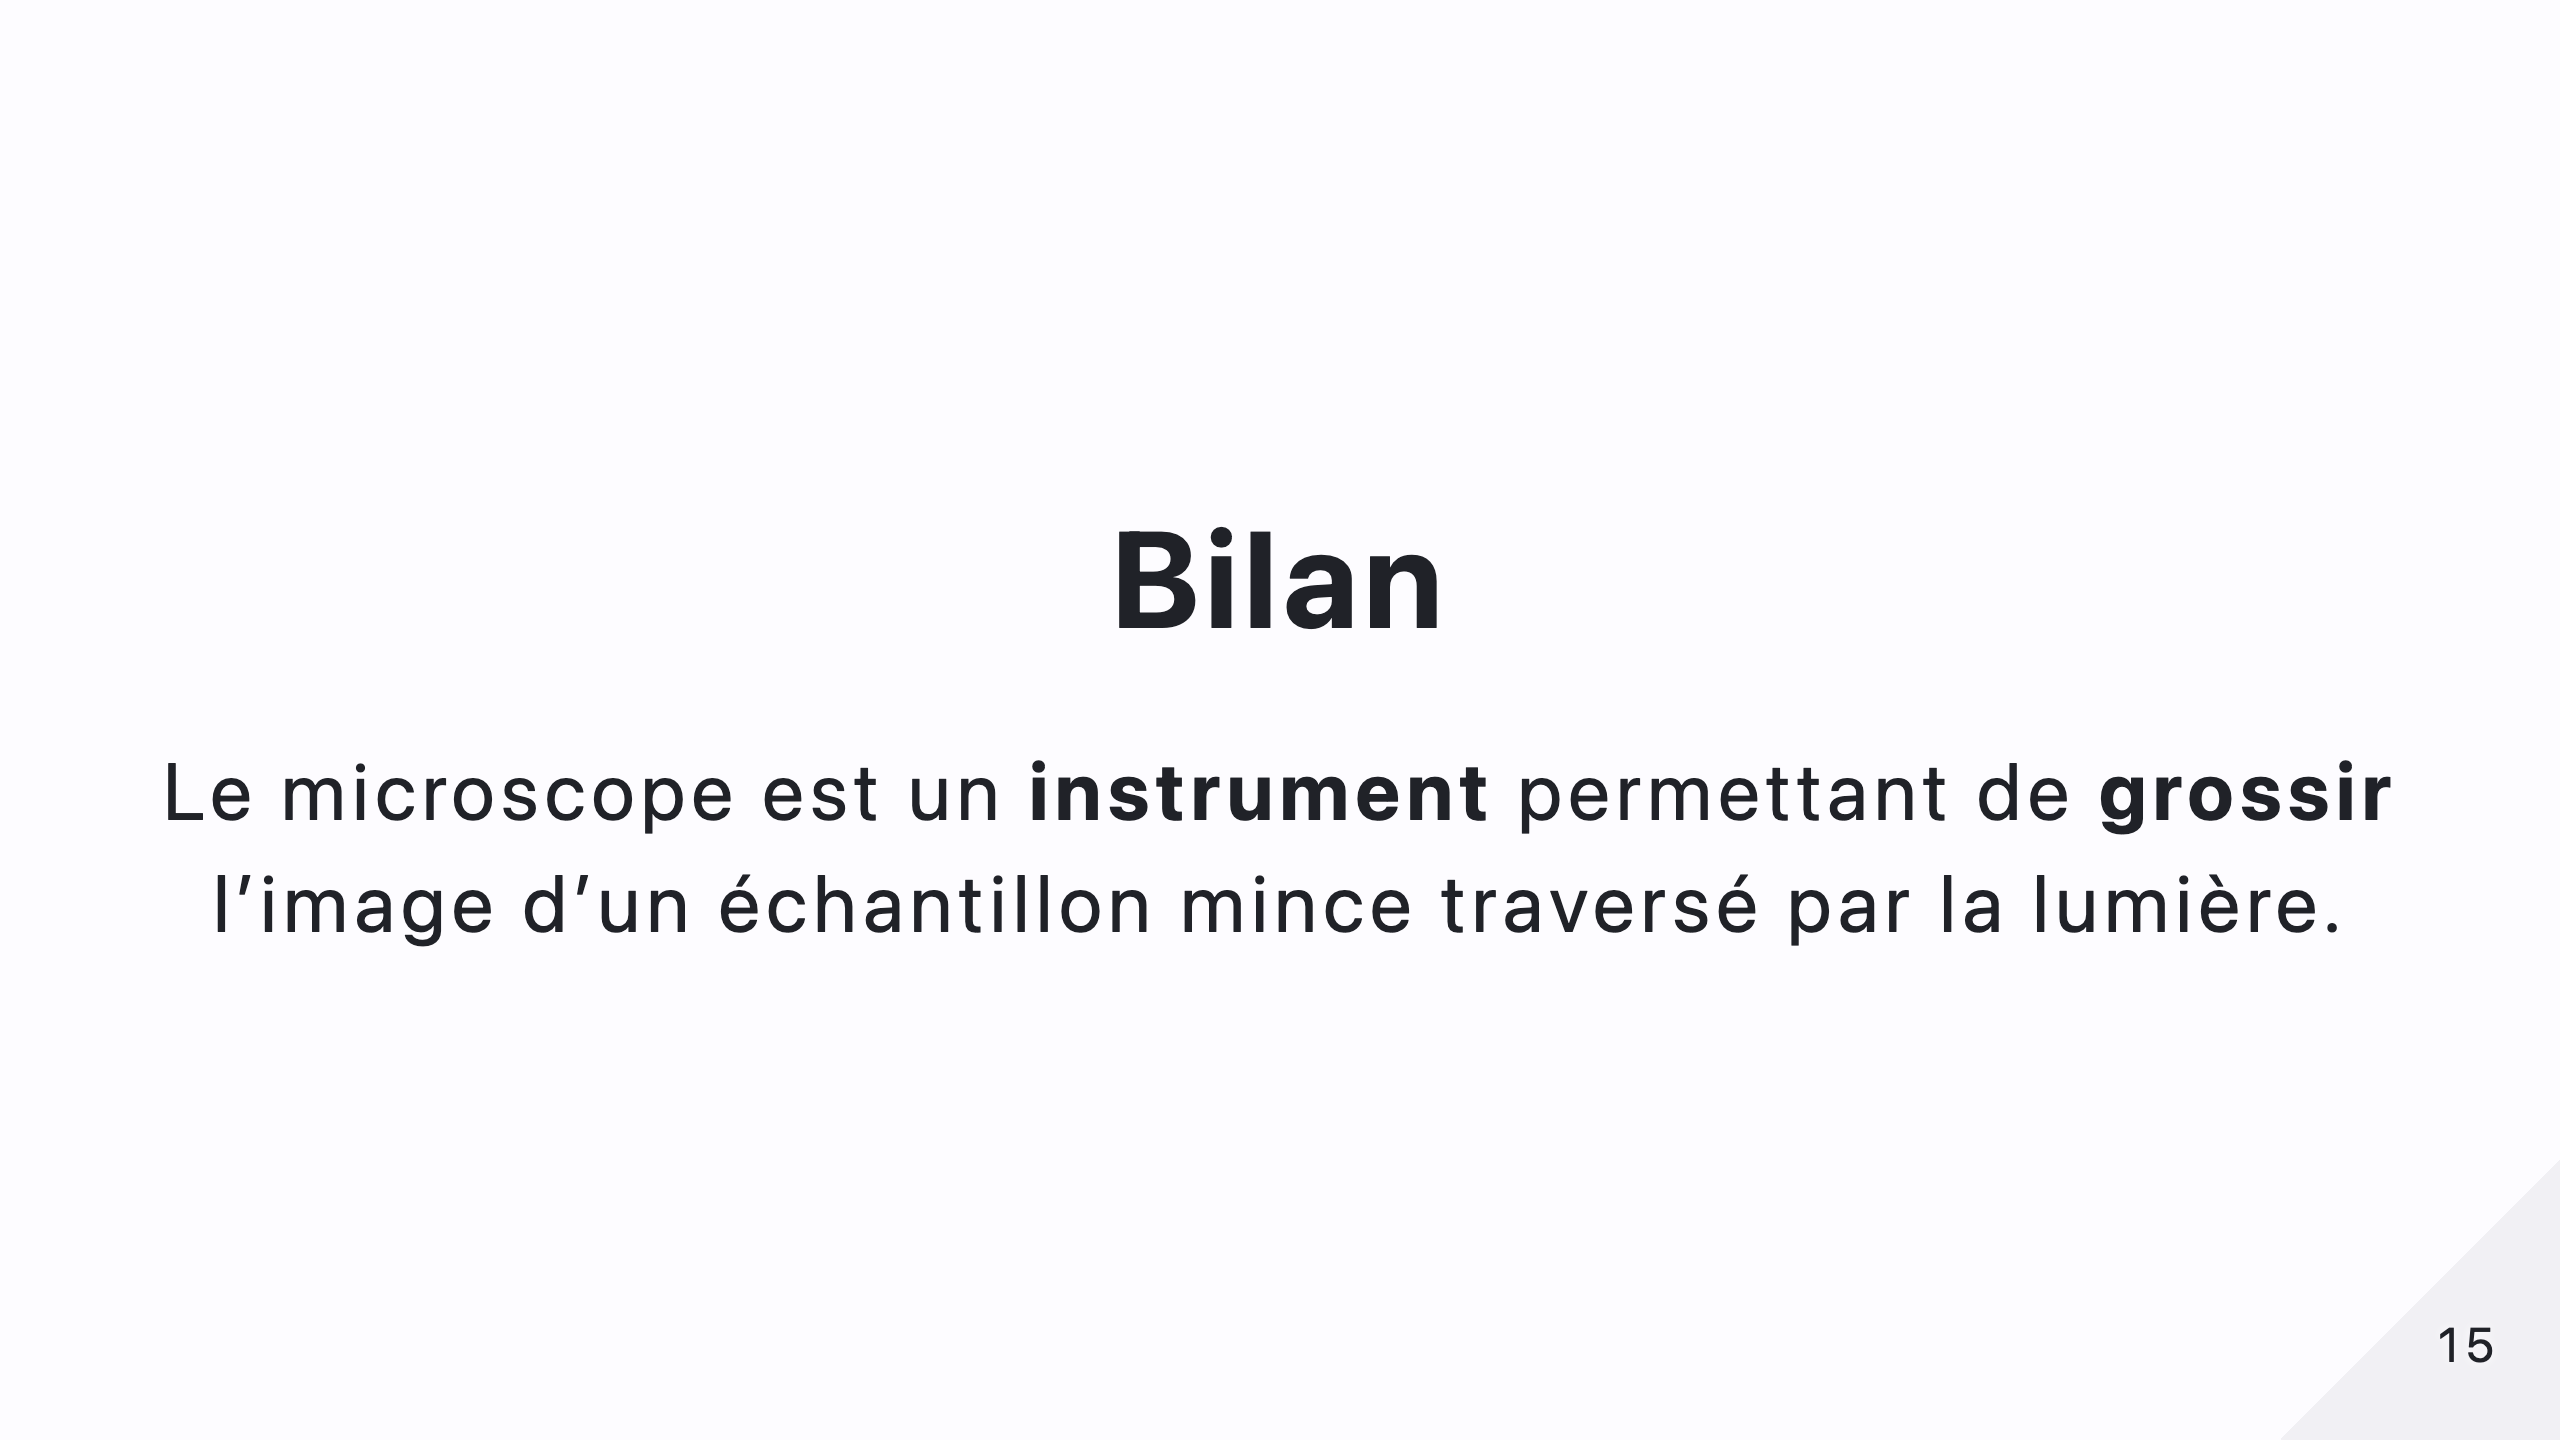 Bilan
Le microscope est un instrument permettant de grossir
l’image d’un échantillon mince traversé par la lumière.
15